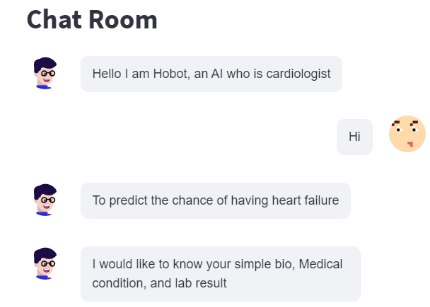 Chat Room
Hello I am Hobot, an AI who is cardiologist
Hi
To predict the chance of having heart failure
I would like to know your simple bio, Medical
condition, and lab result